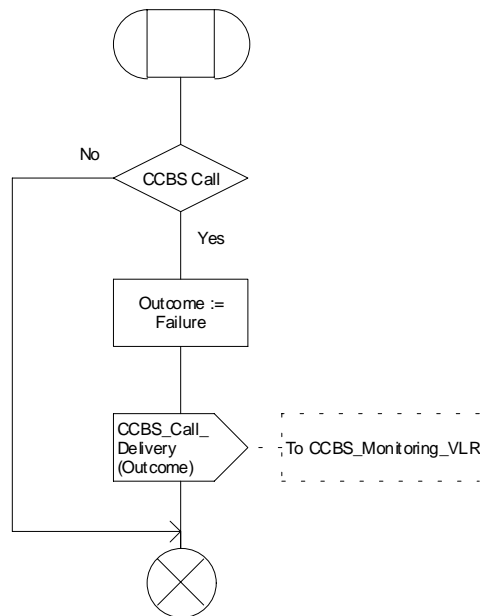 No
CCBS Call
Yes
Outcome :=
Failure
CCBS_Call_
Delivery
(Outcome)
To CCBS_Monitoring_VLR